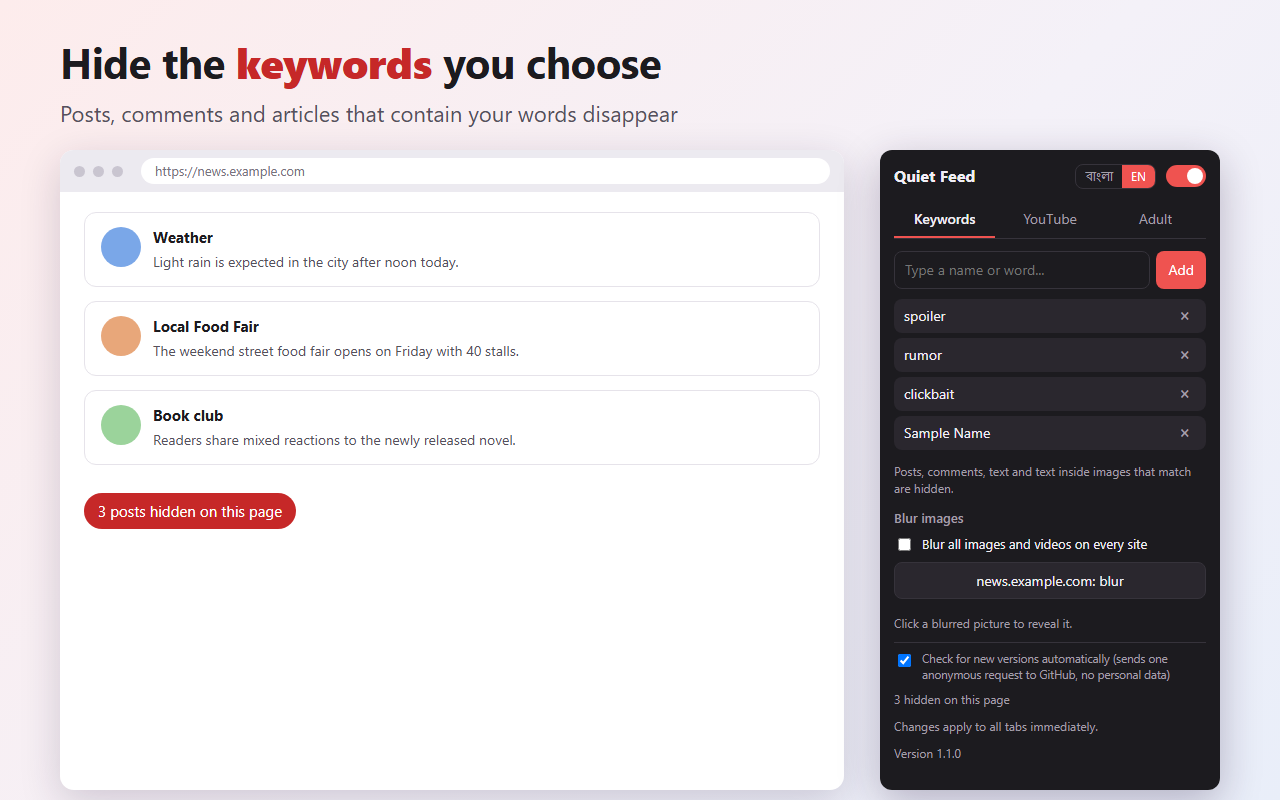 Hide the keywords you choose
Posts, comments and articles that contain your words disappear
https://news.example.com
Weather
Light rain is expected in the city after noon today.
Local Food Fair
The weekend street food fair opens on Friday with 40 stalls.
Book club
Readers share mixed reactions to the newly released novel.
3 posts hidden on this page
Quiet Feed
বাংলা EN
Keywords YouTube Adult
Type a name or word...
Add
spoiler ×
rumor ×
clickbait ×
Sample Name ×
Posts, comments, text and text inside images that match
are hidden.
Blur images
Blur all images and videos on every site
news.example.com: blur
Click a blurred picture to reveal it.
Check for new versions automatically (sends one
anonymous request to GitHub, no personal data)
3 hidden on this page
Changes apply to all tabs immediately.
Version 1.1.0